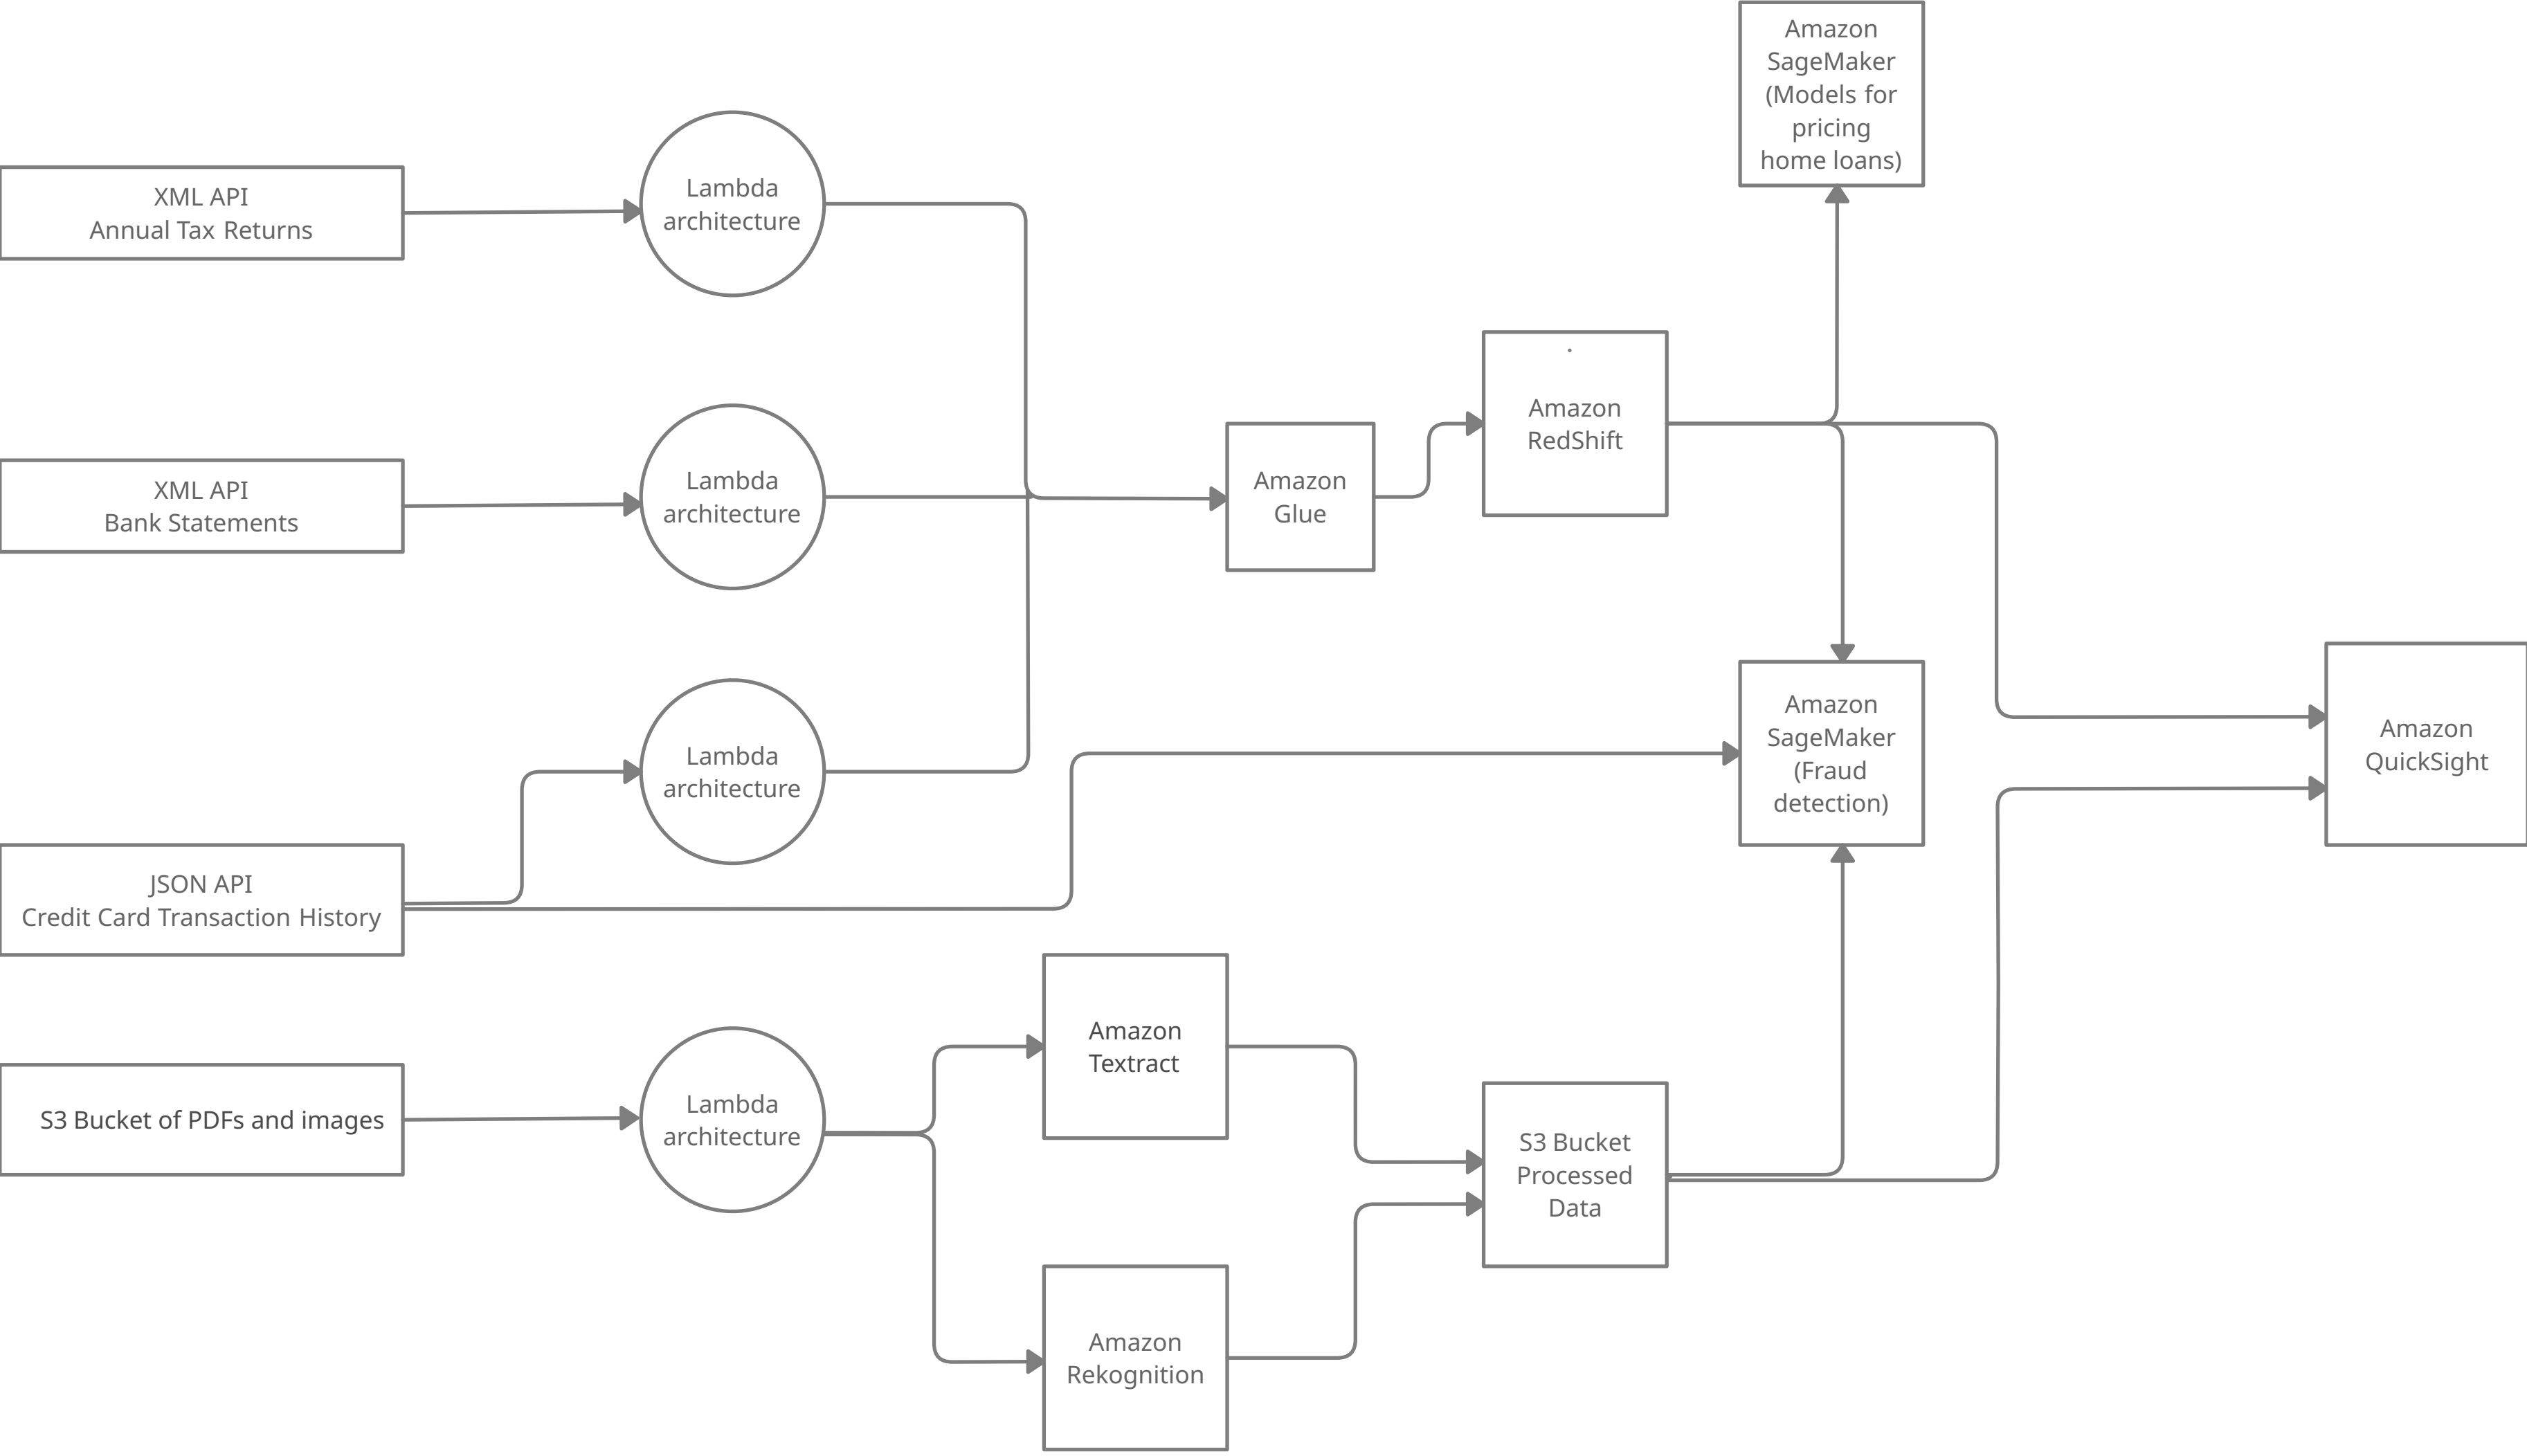 Amazon
SageMaker
(Models for
pricing
home loans)
XML API
Annual Tax Returns
Lambda
architecture
XML API
Bank Statements
Lambda
architecture
Amazon
Glue
.
Amazon
RedShift
Lambda
architecture
Amazon
SageMaker
(Fraud
detection)
Amazon
QuickSight
JSON API
Credit Card Transaction History
S3 Bucket of PDFs and images
Lambda
architecture
Amazon
Textract
S3 Bucket
Processed
Data
Amazon
Rekognition